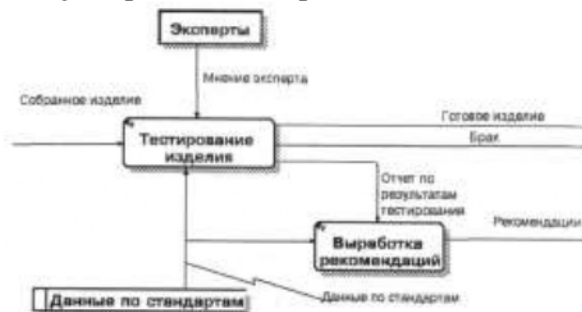 Эксперты
Мнение эксперта
Собранное изделие
Готовое изделие
Тестирование
изделия
Брак
Отчет по
результатам
тестирования
Рекомендации
Выработка
рекомендаций
Данные по стандартам
Данные по стандартам